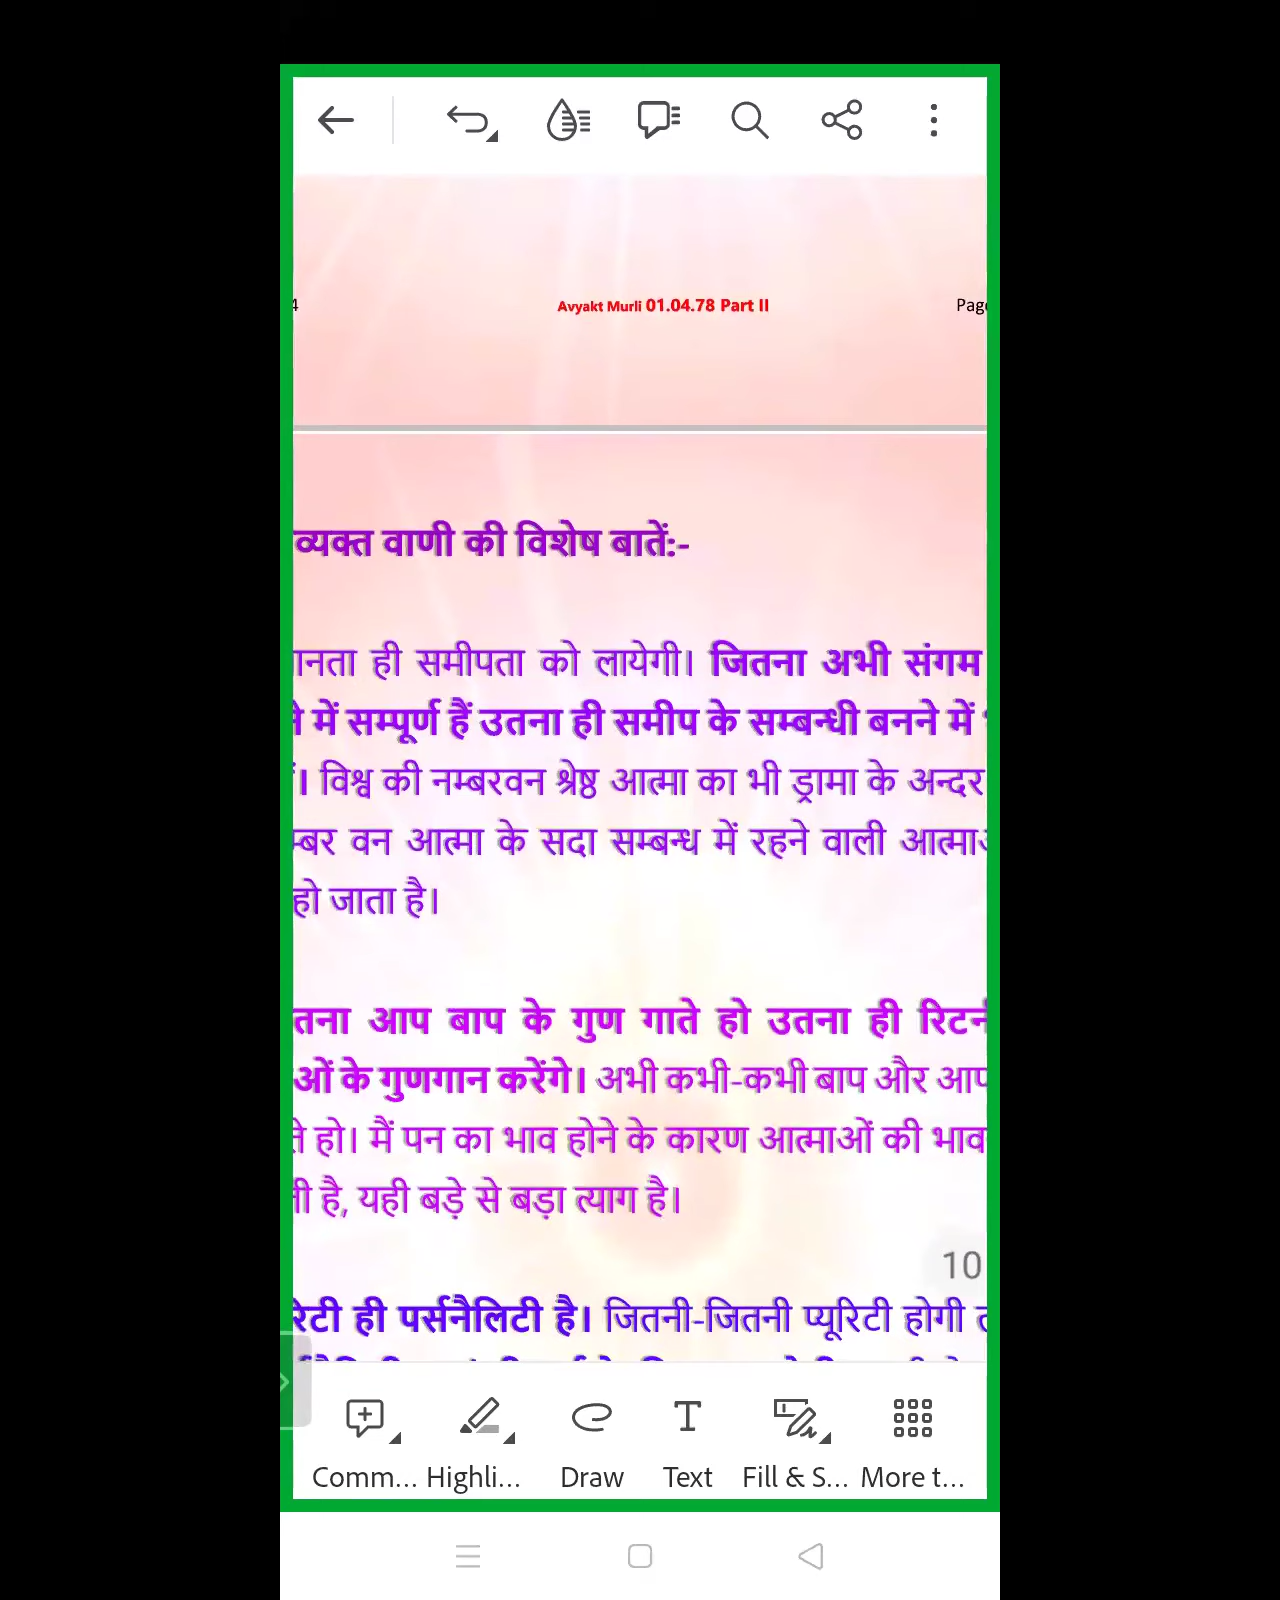 4 Avyakt Murli 01.04.78 Part II Page
व्यक्त वाणी की विशेष बातें:-
ानता ही समीपता को लायेगी। जितना अभी संगम
में सम्पूर्ण हैं उतना ही समीप के सम्बन्धी बनने में
। विश्व की नम्बरवन श्रेष्ठ आत्मा का भी ड्रामा के अन्दर
म्बर वन आत्मा के सदा सम्बन्ध में रहने वाली
हो जाता है।
तना आप बाप के गुण गाते हो उतना ही
ओं के गुणगान करेंगे। अभी कभी-कभी बाप और आप
ते हो। मैं पन का भाव होने के कारण आत्माओं की भाव
ी है, यही बड़े से बड़ा त्याग है।
10
रिटी ही पर्सनैलिटी है। जितनी-जितनी प्यूरिटी होगी
Comm... Highli... Draw Text Fill & S... More t...